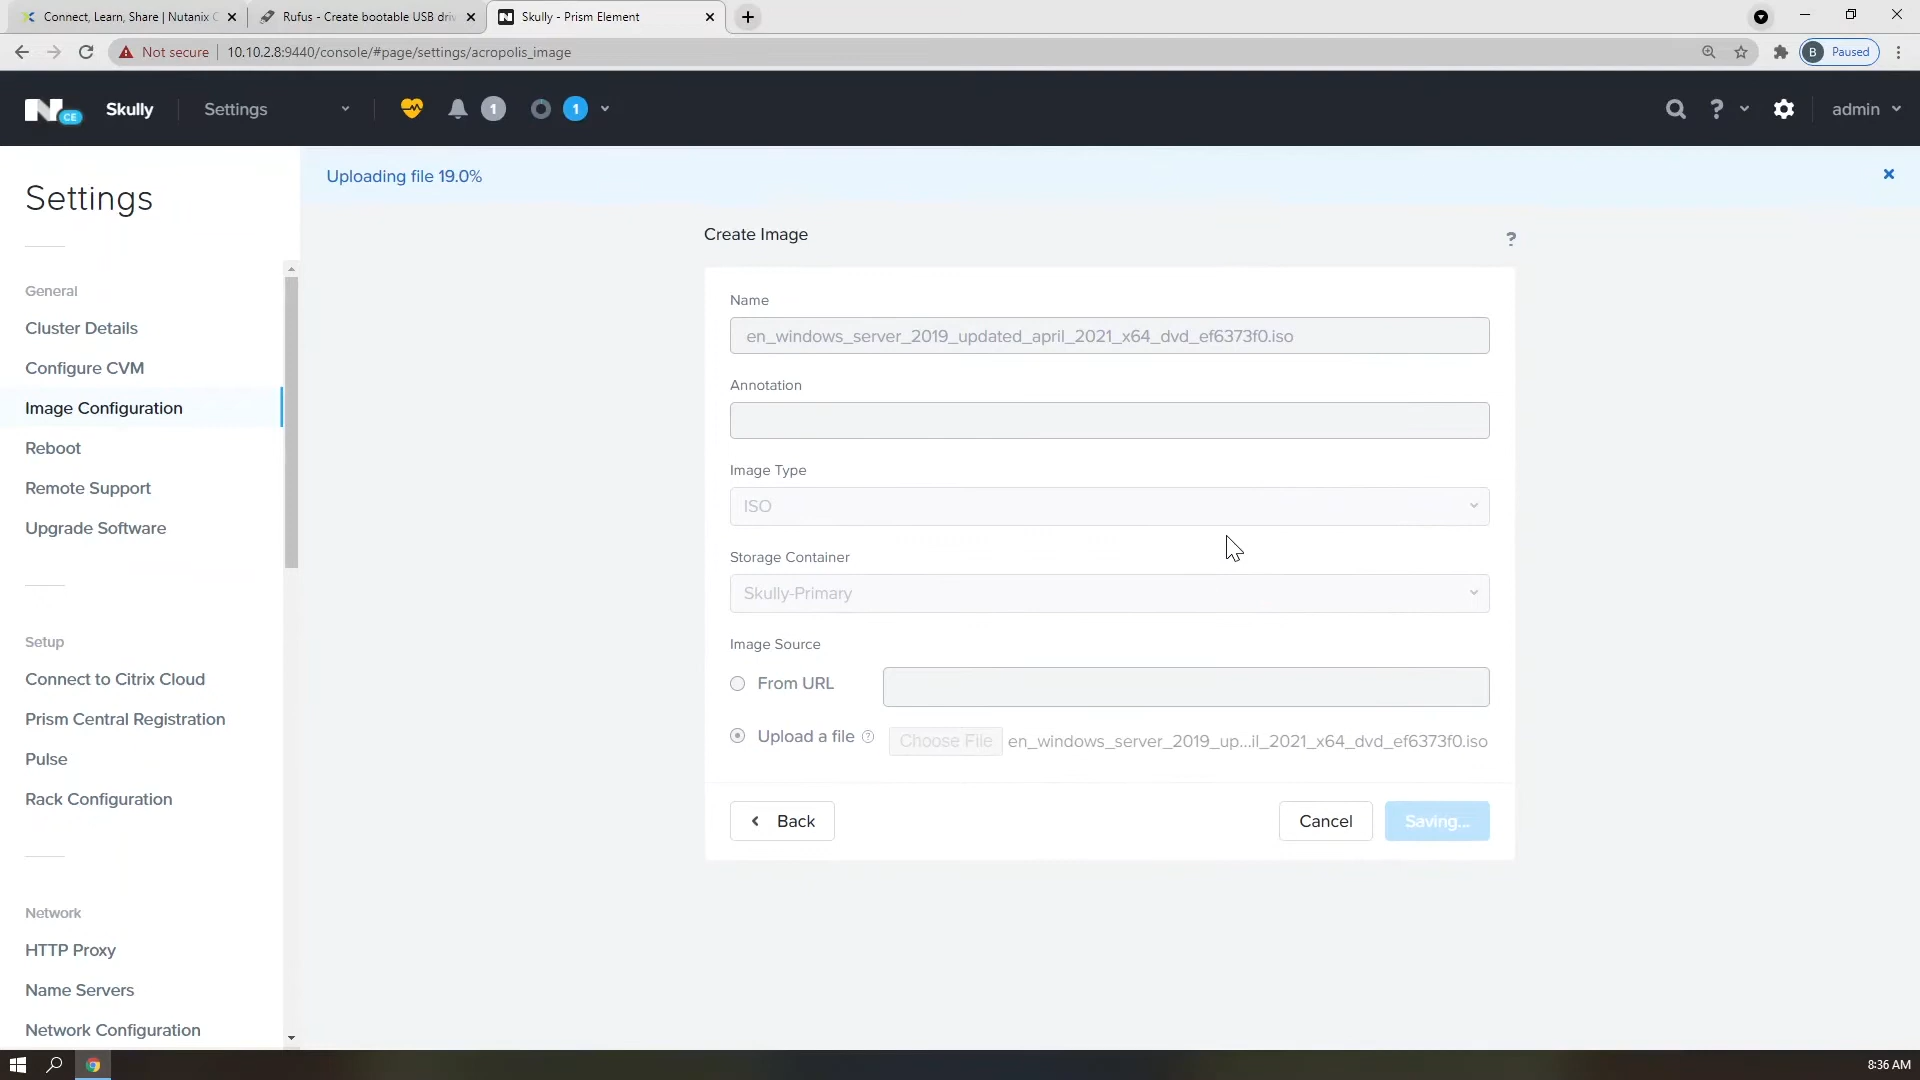 Connect, Learn, Share | Nutanix C
Rufus - Create bootable USB driv
Skully - Prism Element
Not secure
10.10.2.8:9440/console/#page/settings/acropolis_image
B
Paused
N
CE
Skully
Settings
1
1
?
admin
Uploading file 19.0%
Settings
General
Cluster Details
Configure CVM
Image Configuration
Reboot
Remote Support
Upgrade Software
Setup
Connect to Citrix Cloud
Prism Central Registration
Pulse
Rack Configuration
Network
HTTP Proxy
Name Servers
Network Configuration
Create Image
?
Name
en_windows_server_2019_updated_april_2021_x64_dvd_ef6373f0.iso
Annotation
Image Type
ISO
Storage Container
Skully-Primary
Image Source
From URL
Upload a file ?
Choose File
en_windows_server_2019_up...il_2021_x64_dvd_ef6373f0.iso
Back
Cancel
Saving...
8:36 AM